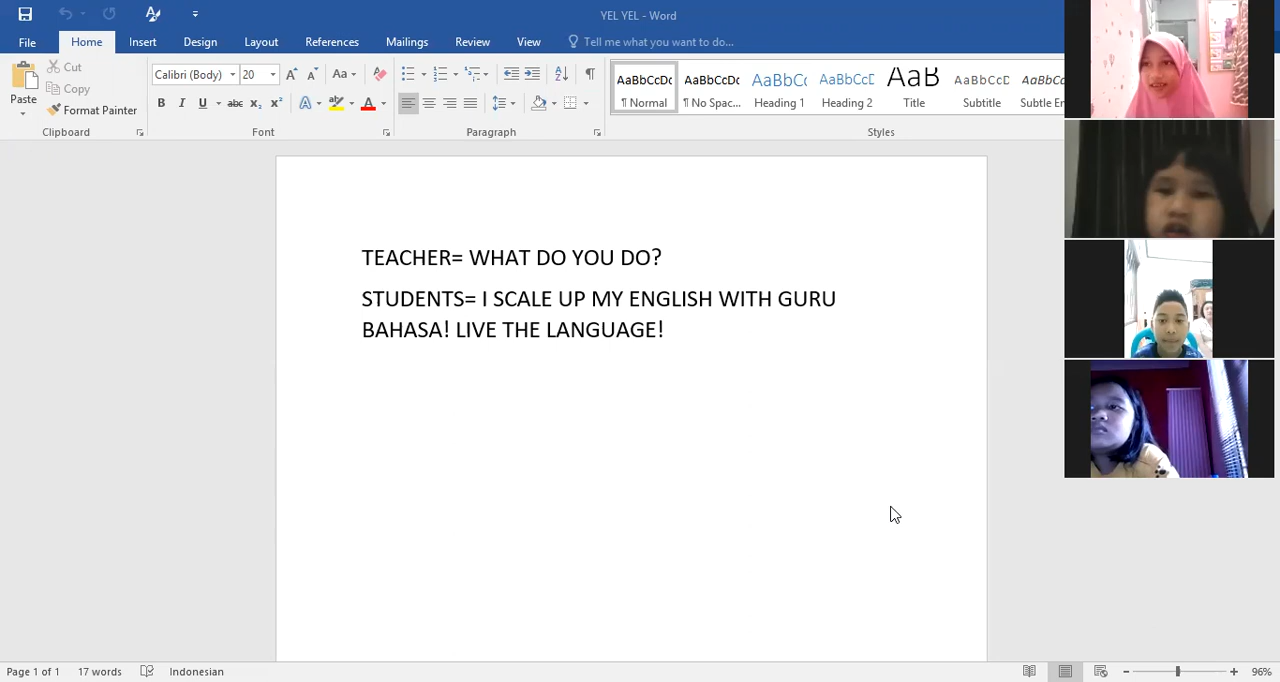 YEL YEL - Word
File Home Insert Design Layout References Mailings Review View Tell me what you want to do...
Paste
Cut
Copy
Format Painter
Clipboard
Calibri (Body) 20
Font
Paragraph
AaBbCcDc AaBbCcDc AaBbC AaBbCcD AaB AaBbCcD
¶ Normal ¶ No Spac... Heading 1 Heading 2 Title Subtitle Subtle
Styles
TEACHER= WHAT DO YOU DO?
STUDENTS= I SCALE UP MY ENGLISH WITH GURU
BAHASA! LIVE THE LANGUAGE!
Page 1 of 1 17 words Indonesian 96%